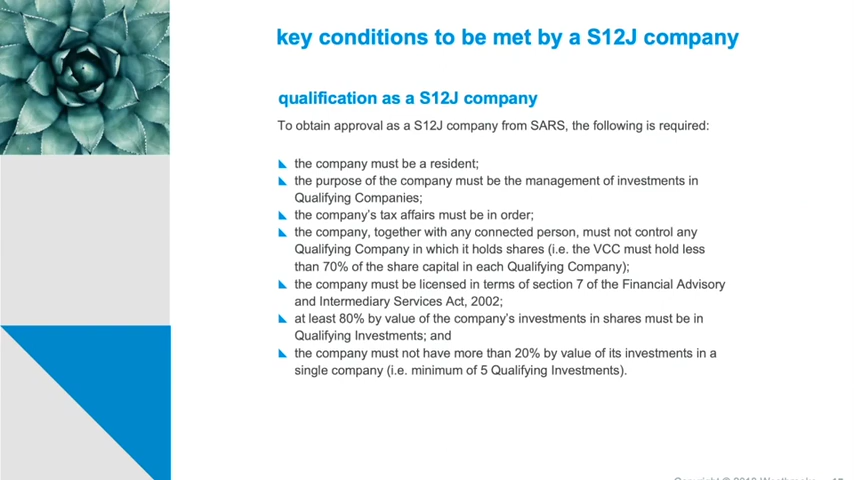 key conditions to be met by a S12J company
qualification as a S12J company
To obtain approval as a S12J company from SARS, the following is required:
the company must be a resident;
the purpose of the company must be the management of investments in
Qualifying Companies;
the company's tax affairs must be in order;
the company, together with any connected person, must not control any
Qualifying Company in which it holds shares (i.e. the VCC must hold less
than 70% of the share capital in each Qualifying Company);
the company must be licensed in terms of section 7 of the Financial Advisory
and Intermediary Services Act, 2002;
at least 80% by value of the company's investments in shares must be in
Qualifying Investments; and
the company must not have more than 20% by value of its investments in a
single company (i.e. minimum of 5 Qualifying Investments).